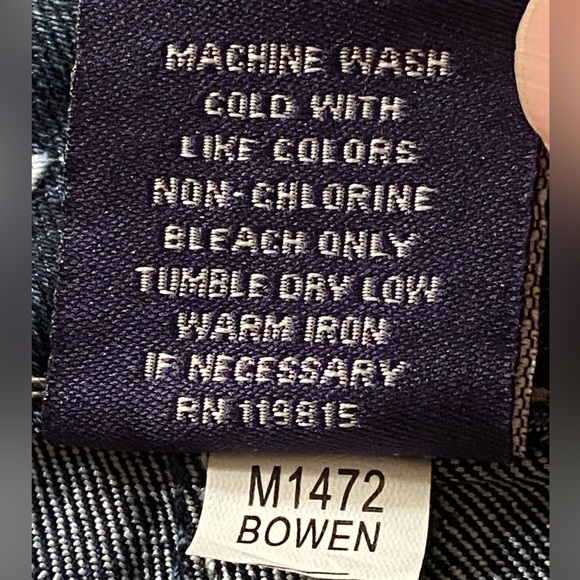 MACHINE WASH
COLD WITH
LIKE COLORS
NON-CHLORINE
BLEACH ONLY
TUMBLE DRY LOW
WARM IRON
IF NECESSARY
RN 119815
M1472
BOWEN